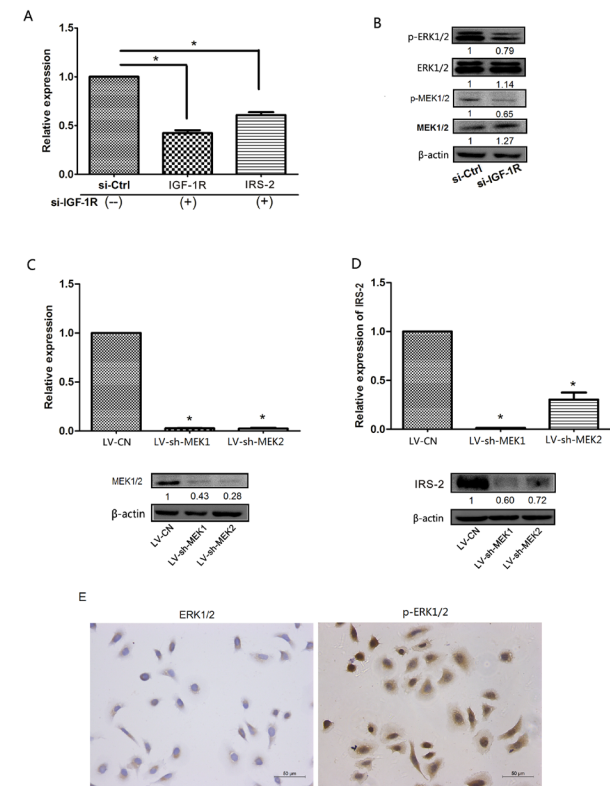 A
Relative expression
1.5
1.0
0.5
0.0
*
*
si-Ctrl IGF-1R IRS-2
si-IGF-1R (--) (+) (+)
B
p-ERK1/2
1 0.79
ERK1/2
1 1.14
p-MEK1/2
1 0.65
MEK1/2
1 1.27
β-actin
si-Ctrl si-IGF-1R
C
Relative expression
1.5
1.0
0.5
0.0
* *
LV-CN LV-sh-MEK1 LV-sh-MEK2
MEK1/2
1 0.43 0.28
β-actin
LV-CN LV-sh-MEK1 LV-sh-MEK2
D
Relative expression of IRS-2
1.5
1.0
0.5
0.0
* *
LV-CN LV-sh-MEK1 LV-sh-MEK2
IRS-2
1 0.60 0.72
β-actin
LV-CN LV-sh-MEK1 LV-sh-MEK2
E
ERK1/2 p-ERK1/2
50 μm 50 μm